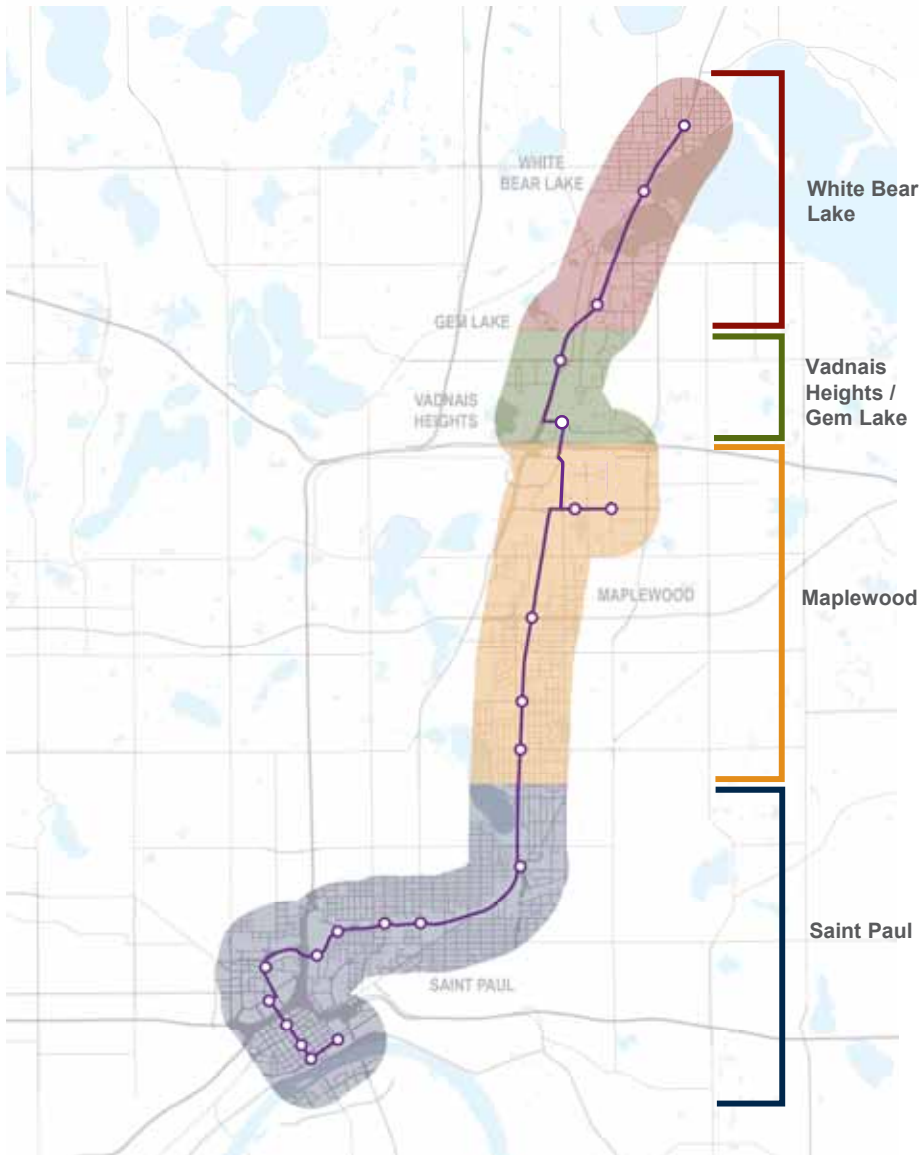 WHITE
BEAR LAKE
White Bear
Lake
GEM LAKE
Vadnais
Heights /
Gem Lake
VADNAIS
HEIGHTS
MAPLEWOOD
Maplewood
Saint Paul
SAINT PAUL